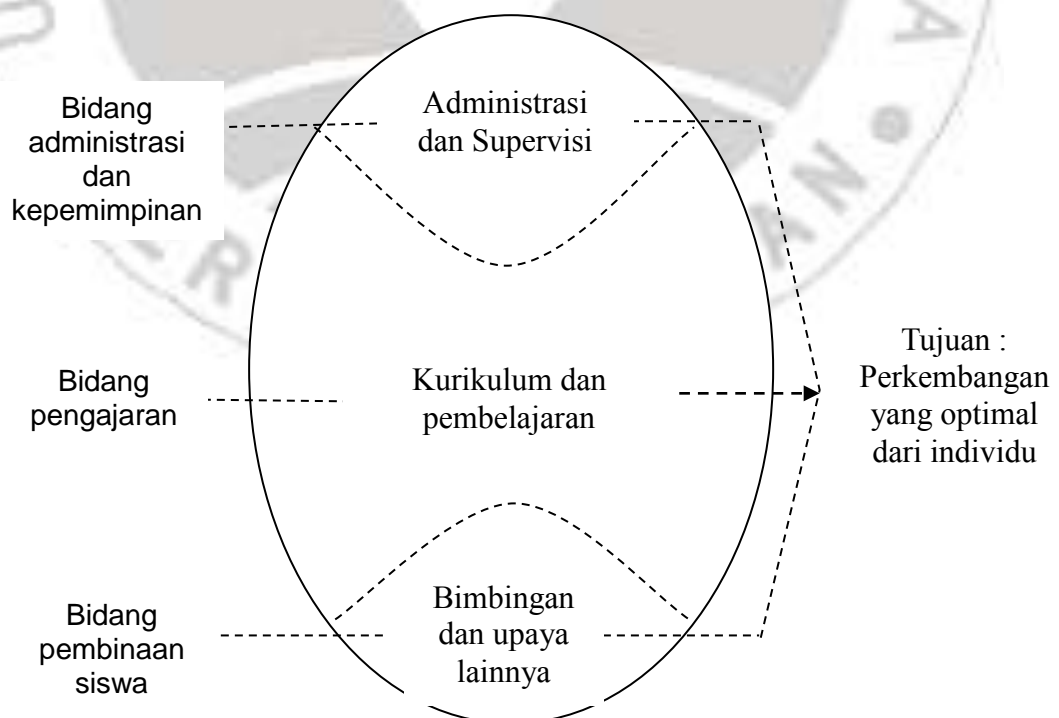 Bidang
administrasi
dan
kepemimpinan
Administrasi
dan Supervisi
Bidang
pengajaran
Kurikulum dan
pembelajaran
Tujuan :
Perkembangan
yang optimal
dari individu
Bidang
pembinaan
siswa
Bimbingan
dan upaya
lainnya